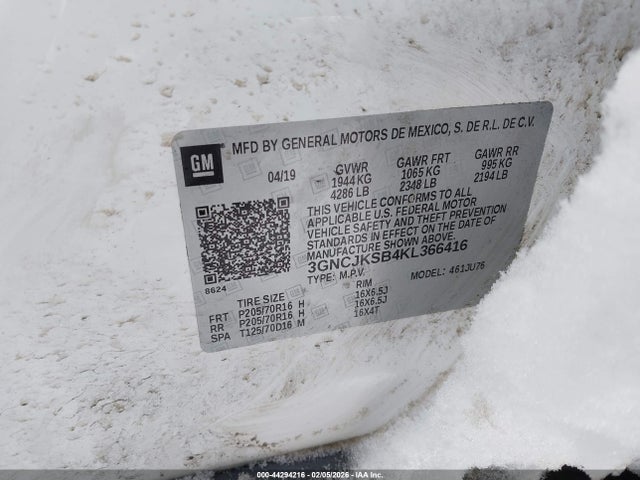 GM
MFD BY GENERAL MOTORS DE MEXICO, S. DE R.L. DE C.V.
04/19 GVWR GAWR FRT GAWR RR
1944 KG 1065 KG 995 KG
4286 LB 2348 LB 2194 LB
THIS VEHICLE CONFORMS TO ALL
APPLICABLE U.S. FEDERAL MOTOR
VEHICLE SAFETY AND THEFT PREVENTION
STANDARDS IN EFFECT ON THE DATE OF
MANUFACTURE SHOWN ABOVE.
3GNCJKSB4KL366416
8624 TYPE: M.P.V. MODEL: 461JU76
TIRE SIZE RIM
FRT P205/70R16 H 16X6.5J
RR P205/70R16 H 16X6.5J
SPA T125/70D16 M 16X4T
000-44294216 - 02/05/2026 - IAAI.com